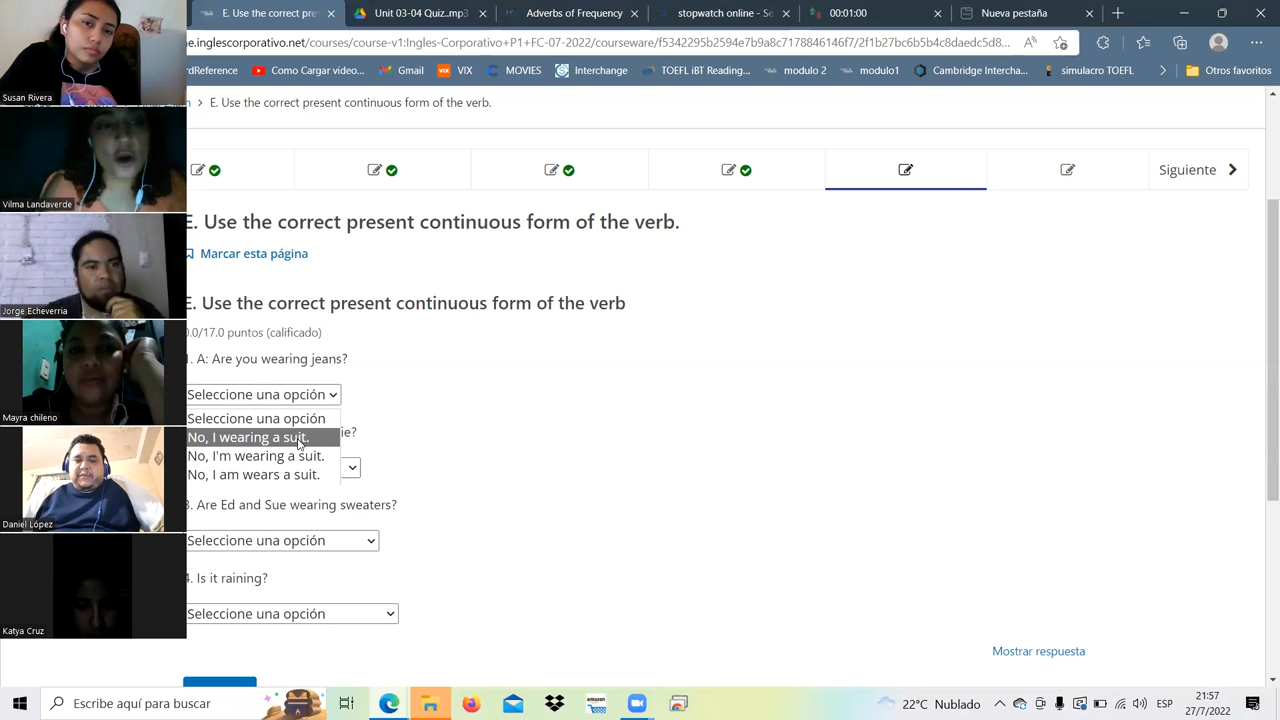 E. Use the correct pres
Unit 03-04 Quiz.mp3
Adverbs of Frequency
stopwatch online - Se
00:01:00
Nueva pestaña
ne.inglescorporativo.net/courses/course-v1:Ingles-Corporativo+P1+FC-07-2022/courseware/f5342295b2594e7b9a8c7178846146f7/2f1b27bc6b5b4c8daedc5d8...
rdReference
Como Cargar video...
Gmail
VIX
MOVIES
Interchange
TOEFL iBT Reading...
modulo 2
modulo1
Cambridge Intercha...
simulacro TOEFL
Otros favoritos
E. Use the correct present continuous form of the verb.
Siguiente
E. Use the correct present continuous form of the verb.
Marcar esta página
E. Use the correct present continuous form of the verb
0.0/17.0 puntos (calificado)
1. A: Are you wearing jeans?
Seleccione una opción
Seleccione una opción
No, I wearing a suit.
ie?
No, I'm wearing a suit.
No, I am wears a suit.
3. Are Ed and Sue wearing sweaters?
Seleccione una opción
4. Is it raining?
Seleccione una opción
Mostrar respuesta
Susan Rivera
Vilma Landaverde
Jorge Echeverria
Mayra chileno
Daniel López
Katya Cruz
Escribe aquí para buscar
amazon
22°C Nublado
ESP
21:57
27/7/2022